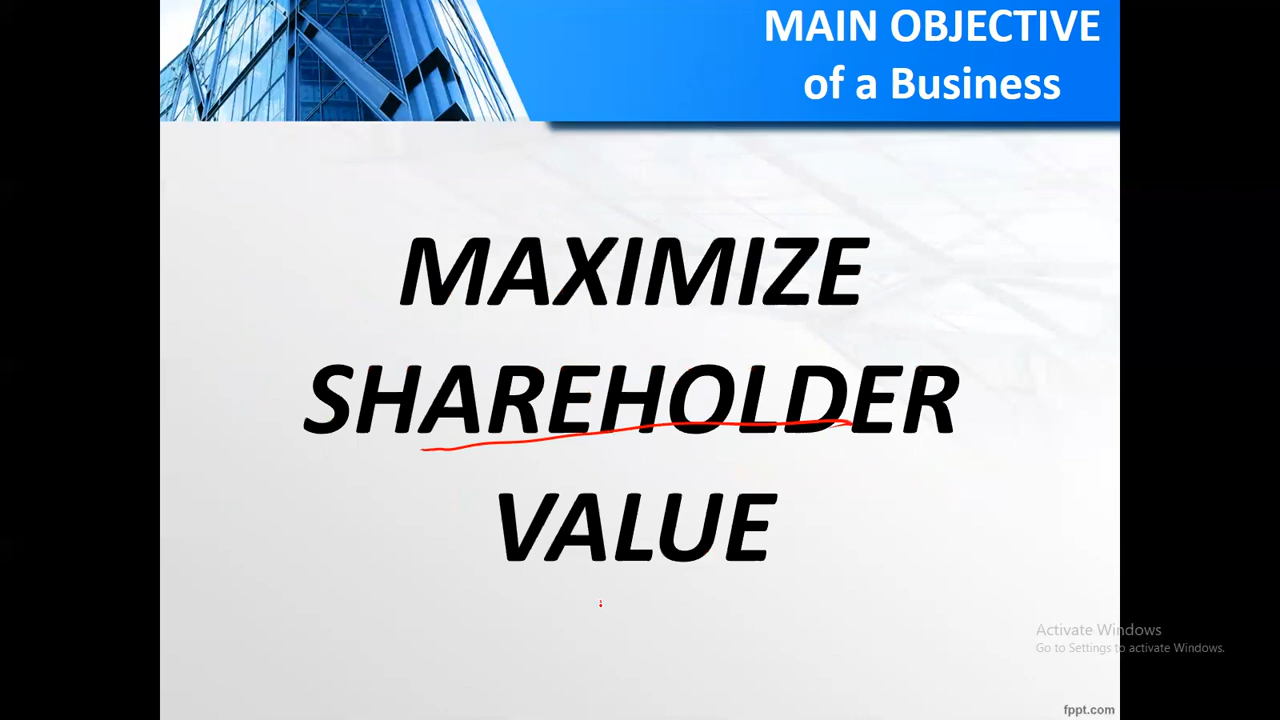 MAIN OBJECTIVE
of a Business
MAXIMIZE
SHAREHOLDER
VALUE
Activate Windows
Go to Settings to activate Windows.
fppt.com